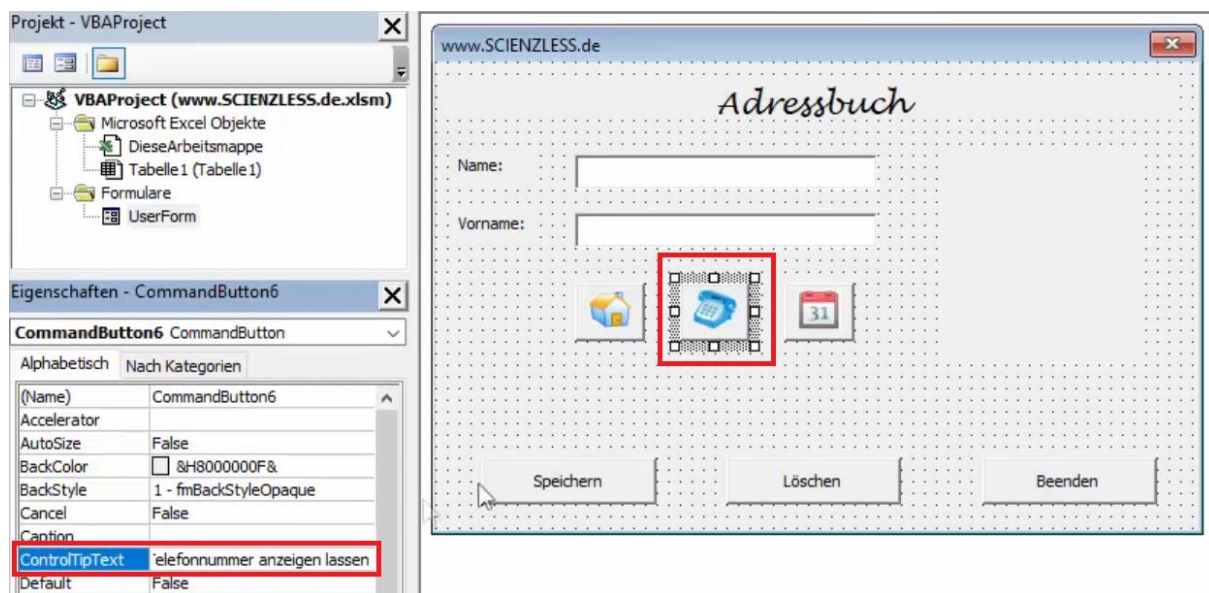 Projekt - VBAProject
VBAProject (www.SCIENZLESS.de.xlsm)
Microsoft Excel Objekte
DieseArbeitsmappe
Tabelle1 (Tabelle1)
Formulare
UserForm
Eigenschaften - CommandButton6
CommandButton6 CommandButton
Alphabetisch Nach Kategorien
(Name) CommandButton6
Accelerator
AutoSize False
BackColor &H8000000F&
BackStyle 1 - fmBackStyleOpaque
Cancel False
Caption
ControlTipText elefonnummer anzeigen lassen
Default False
www.SCIENZLESS.de
Adressbuch
Name:
Vorname:
31
Speichern Löschen Beenden